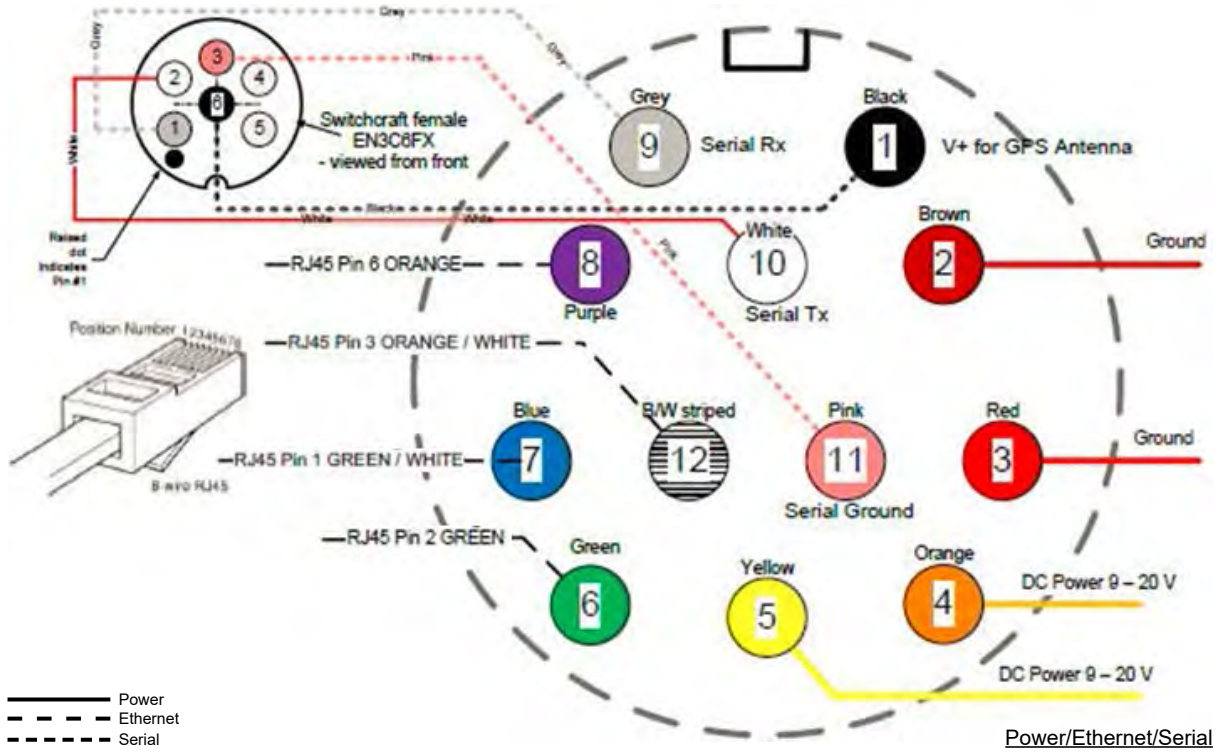 Grey
Grey
Grey
Pink
Pink
White
White
White
Black
3
2
4
6
1
5
Switchcraft female
EN3C6FX
- viewed from front
Raised
dot
Indicates
Pin #1
Grey
9
Serial Rx
Black
1
V+ for GPS Antenna
RJ45 Pin 6 ORANGE
8
Purple
White
10
Serial Tx
Brown
2
Ground
Position Number 12345678
8-wire RJ45
RJ45 Pin 3 ORANGE / WHITE
Blue
7
RJ45 Pin 1 GREEN / WHITE
B/W striped
12
Pink
11
Serial Ground
Red
3
Ground
RJ45 Pin 2 GREEN
Green
6
Yellow
5
Orange
4
DC Power 9 – 20 V
DC Power 9 – 20 V
Power
Ethernet
Serial
Power/Ethernet/Serial